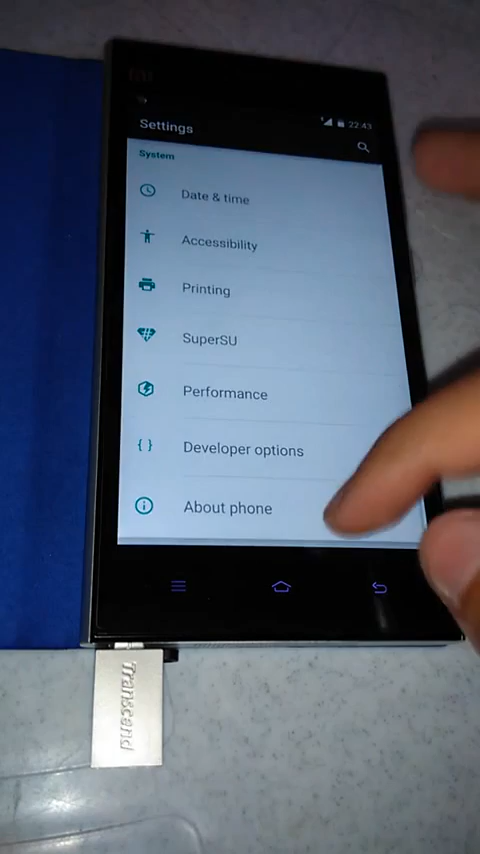 22:43
Settings
System
Date & time
Accessibility
Printing
SuperSU
Performance
{ } Developer options
About phone
Transcend